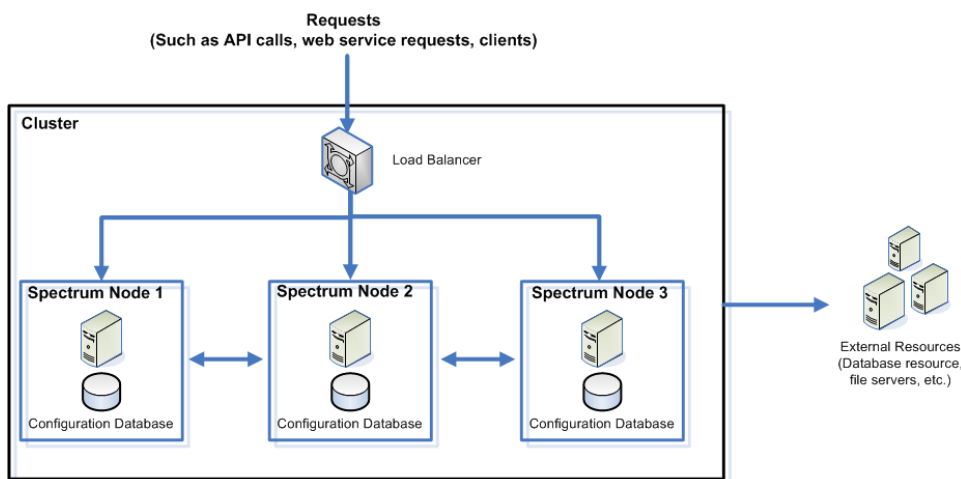 Requests
(Such as API calls, web service requests, clients)
Cluster
Load Balancer
Spectrum Node 1
Spectrum Node 2
Spectrum Node 3
Configuration Database
Configuration Database
Configuration Database
External Resources
(Database resource,
file servers, etc.)